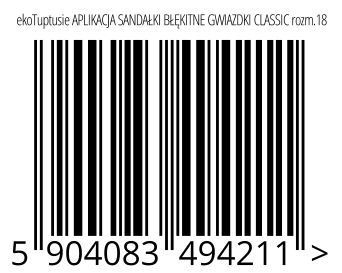 ekoTuptusie APLIKACJA SANDAŁKI BŁĘKITNE GWIAZDKI CLASSIC rozm.18
5 904083 494211 >